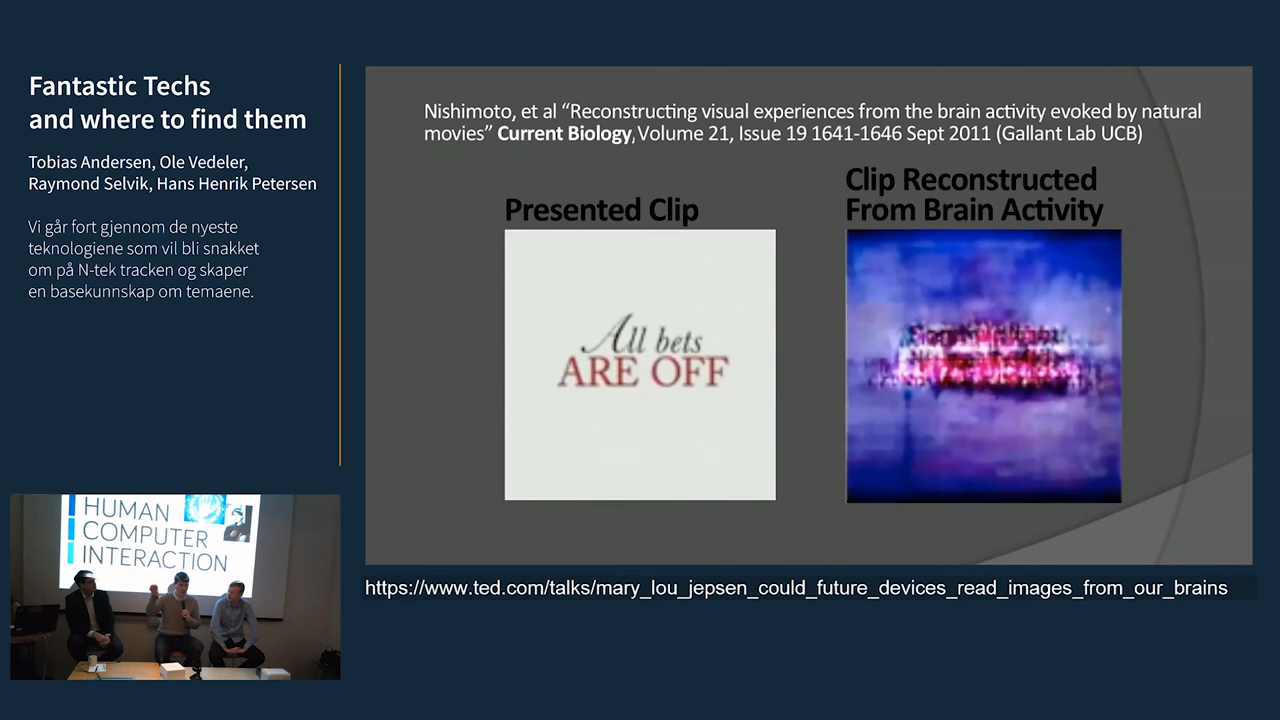 Fantastic Techs
and where to find them
Tobias Andersen, Ole Vedeler,
Raymond Selvik, Hans Henrik Petersen
Vi går fort gjennom de nyeste
teknologiene som vil bli snakket
om på N-tek tracken og skaper
en basekunnskap om temaene.
Nishimoto, et al “Reconstructing visual experiences from the brain activity evoked by natural
movies” Current Biology, Volume 21, Issue 19 1641-1646 Sept 2011 (Gallant Lab UCB)
Presented Clip
Clip Reconstructed
From Brain Activity
All bets
ARE OFF
https://www.ted.com/talks/mary_lou_jepsen_could_future_devices_read_images_from_our_brains
HUMAN
COMPUTER
INTERACTION